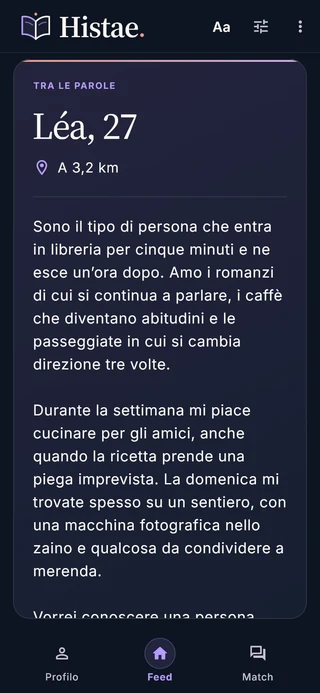 Histae.
Aa
TRA LE PAROLE
Léa, 27
A 3,2 km
Sono il tipo di persona che entra
in libreria per cinque minuti e ne
esce un’ora dopo. Amo i romanzi
di cui si continua a parlare, i caffè
che diventano abitudini e le
passeggiate in cui si cambia
direzione tre volte.
Durante la settimana mi piace
cucinare per gli amici, anche
quando la ricetta prende una
piega imprevista. La domenica mi
trovate spesso su un sentiero, con
una macchina fotografica nello
zaino e qualcosa da condividere a
merenda.
Vorrei conoscere una persona
Profilo
Feed
Match